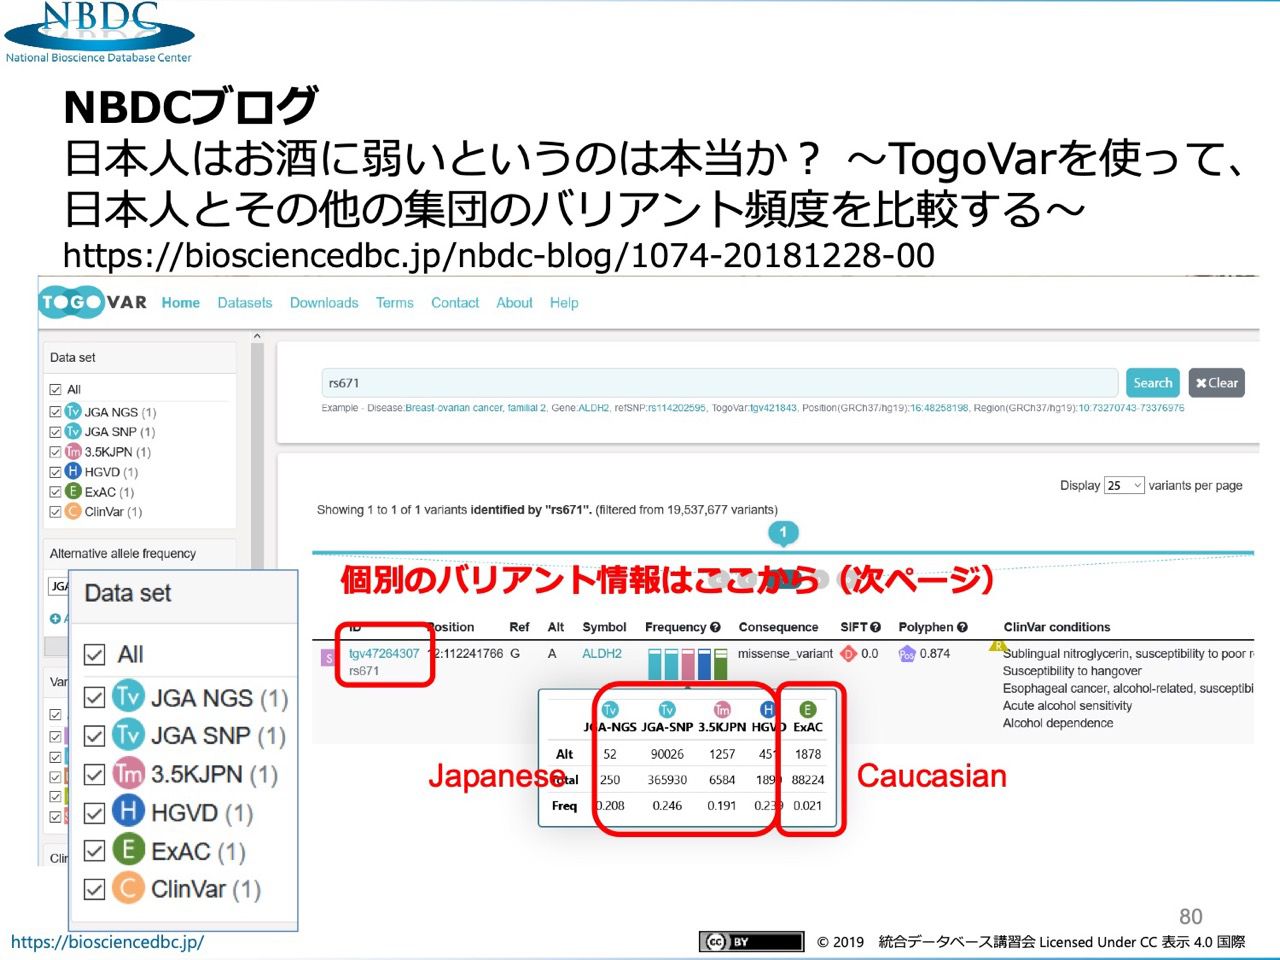 NBDC
National Bioscience Database Center
NBDCブログ
日本人はお酒に弱いというのは本当か？ ～TogoVarを使って、
日本人とその他の集団のバリアント頻度を比較する～
https://biosciencedbc.jp/nbdc-blog/1074-20181228-00
TOGOVAR Home Datasets Downloads Terms Contact About Help
Data set
All
JGA NGS (1)
JGA SNP (1)
3.5KJPN (1)
HGVD (1)
ExAC (1)
ClinVar (1)
Alternative allele frequency
rs671 Search ✖Clear
Example - Disease:Breast-ovarian cancer, familial 2, Gene:ALDH2, refSNP:rs114202595, TogoVar:tgv421843, Position(GRCh37/hg19):16:48258198, Region(GRCh37/hg19):10:73270743-73376976
Display 25 variants per page
Showing 1 to 1 of 1 variants identified by "rs671". (filtered from 19,537,677 variants)
1
個別のバリアント情報はここから（次ページ）
ID Position Ref Alt Symbol Frequency Consequence SIFT Polyphen ClinVar conditions
S tgv47264307 12:112241766 G A ALDH2 missense_variant D 0.0 Pos 0.874 R Sublingual nitroglycerin, susceptibility to poor r
rs671
Susceptibility to hangover
Esophageal cancer, alcohol-related, susceptibi
Acute alcohol sensitivity
Alcohol dependence
Tv Tv Tm H E
JGA-NGS JGA-SNP 3.5KJPN HGVD ExAC
Alt 52 90026 1257 451 1878
Total 250 365930 6584 1890 88224
Freq 0.208 0.246 0.191 0.239 0.021
Japanese
Caucasian
Data set
All
Tv JGA NGS (1)
Tv JGA SNP (1)
Tm 3.5KJPN (1)
H HGVD (1)
E ExAC (1)
C ClinVar (1)
80
https://biosciencedbc.jp/
cc BY © 2019 統合データベース講習会 Licensed Under CC 表示 4.0 国際